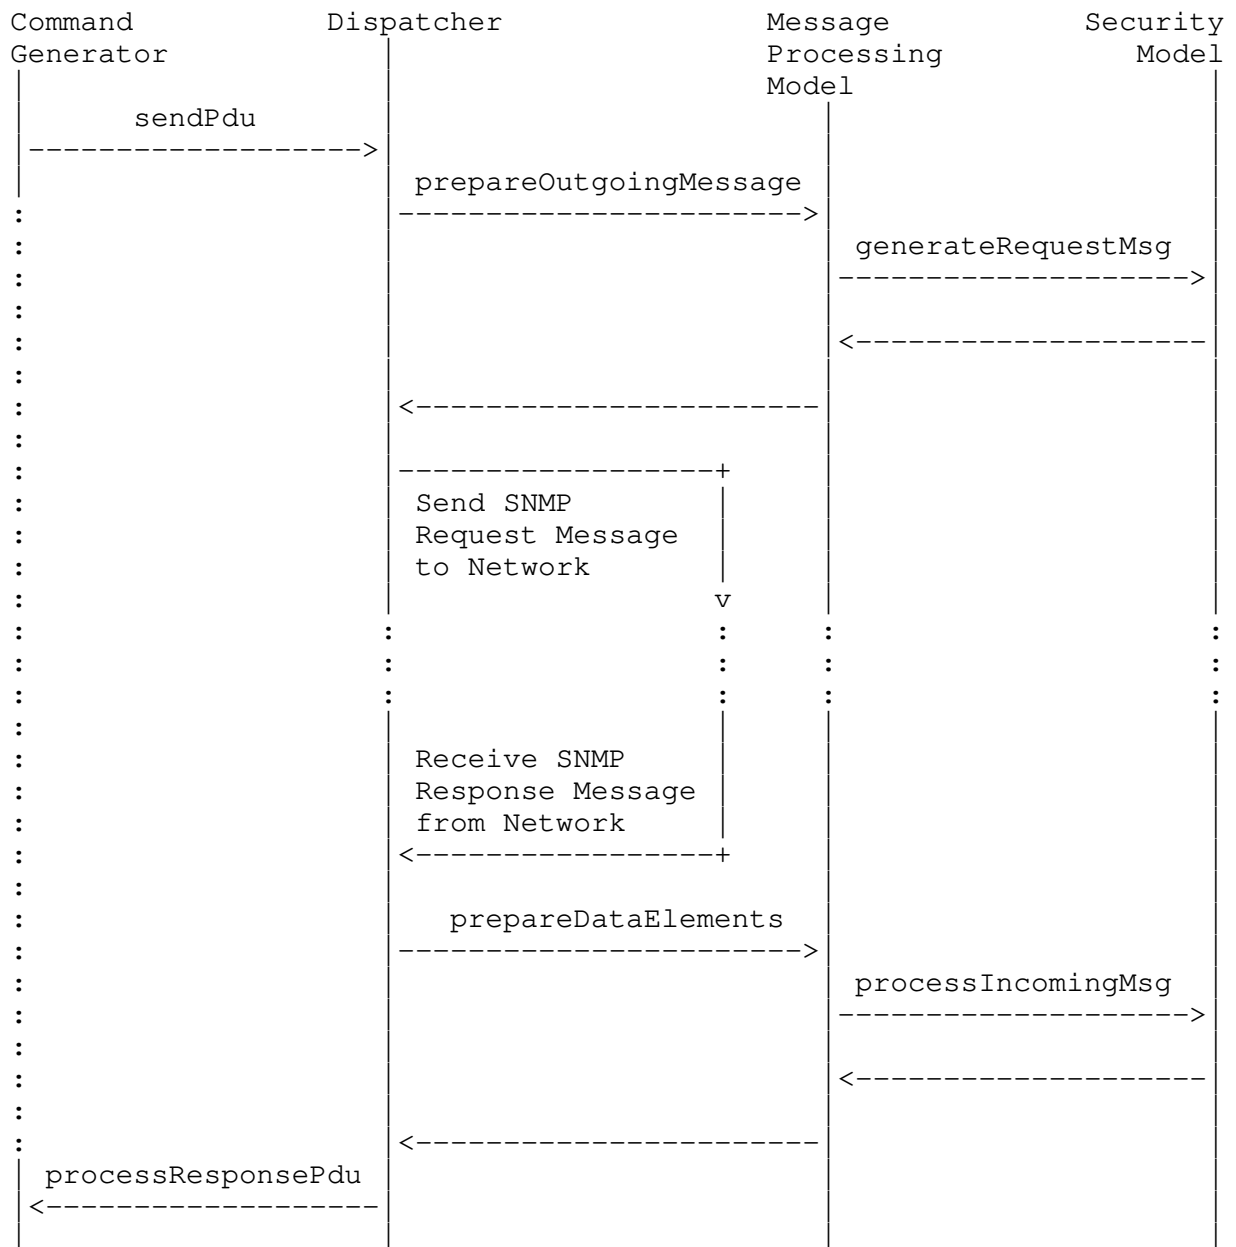 Command Dispatcher Message Security
Generator Processing Model
Model
sendPdu
prepareOutgoingMessage
generateRequestMsg
Send SNMP
Request Message
to Network
v
Receive SNMP
Response Message
from Network
prepareDataElements
processIncomingMsg
processResponsePdu